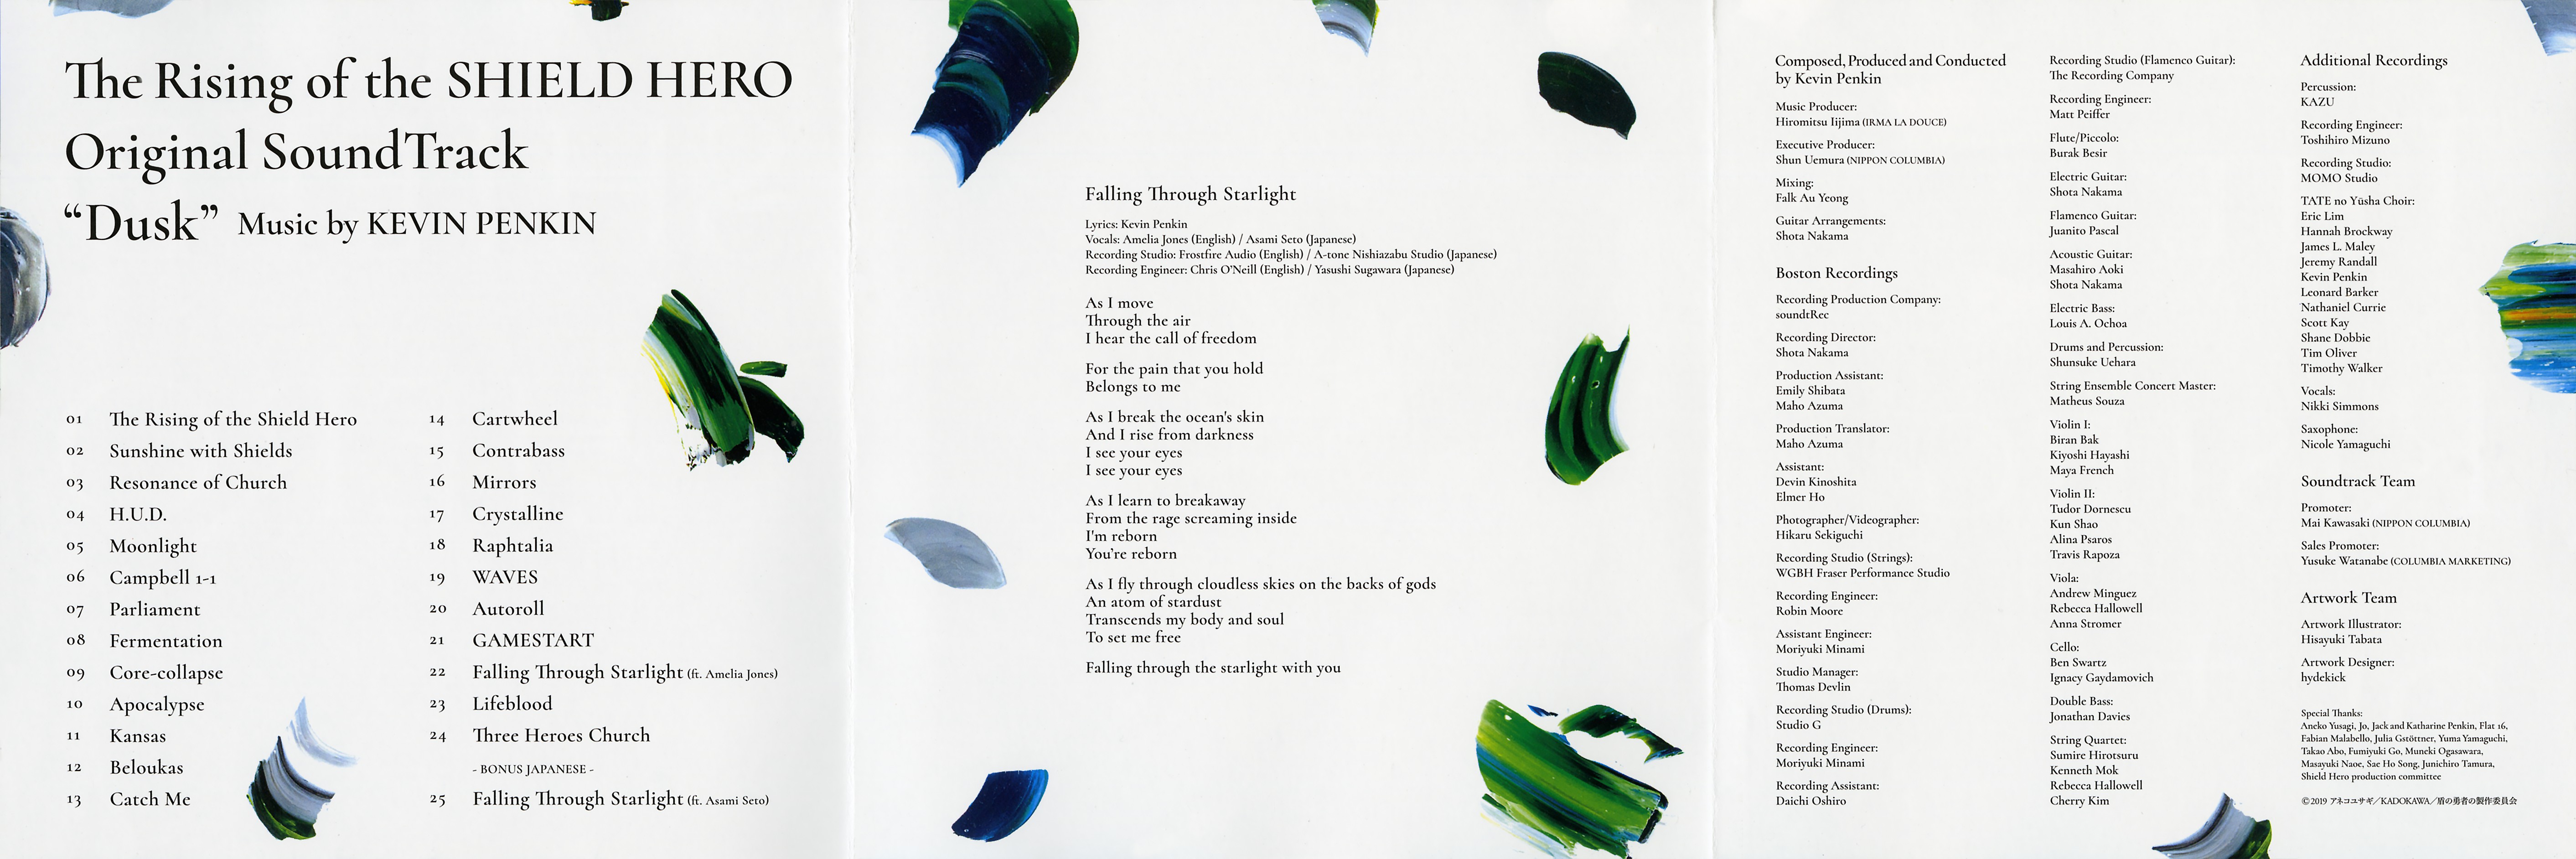 The Rising of the SHIELD HERO
Original SoundTrack
“Dusk” Music by KEVIN PENKIN
01 The Rising of the Shield Hero
02 Sunshine with Shields
03 Resonance of Church
04 H.U.D.
05 Moonlight
06 Campbell 1-1
07 Parliament
08 Fermentation
09 Core-collapse
10 Apocalypse
11 Kansas
12 Beloukas
13 Catch Me
14 Cartwheel
15 Contrabass
16 Mirrors
17 Crystalline
18 Raphtalia
19 WAVES
20 Autoroll
21 GAMESTART
22 Falling Through Starlight (ft. Amelia Jones)
23 Lifeblood
24 Three Heroes Church
- BONUS JAPANESE -
25 Falling Through Starlight (ft. Asami Seto)
Falling Through Starlight
Lyrics: Kevin Penkin
Vocals: Amelia Jones (English) / Asami Seto (Japanese)
Recording Studio: Frostfire Audio (English) / A-tone Nishiazabu Studio (Japanese)
Recording Engineer: Chris O’Neill (English) / Yasushi Sugawara (Japanese)
As I move
Through the air
I hear the call of freedom
For the pain that you hold
Belongs to me
As I break the ocean's skin
And I rise from darkness
I see your eyes
I see your eyes
As I learn to breakaway
From the rage screaming inside
I'm reborn
You’re reborn
As I fly through cloudless skies on the backs of gods
An atom of stardust
Transcends my body and soul
To set me free
Falling through the starlight with you
Composed, Produced and Conducted
by Kevin Penkin
Music Producer:
Hiromitsu Iijima (IRMA LA DOUCE)
Executive Producer:
Shun Uemura (NIPPON COLUMBIA)
Mixing:
Falk Au Yeong
Guitar Arrangements:
Shota Nakama
Boston Recordings
Recording Production Company:
soundtRec
Recording Director:
Shota Nakama
Production Assistant:
Emily Shibata
Maho Azuma
Production Translator:
Maho Azuma
Assistant:
Devin Kinoshita
Elmer Ho
Photographer/Videographer:
Hikaru Sekiguchi
Recording Studio (Strings):
WGBH Fraser Performance Studio
Recording Engineer:
Robin Moore
Assistant Engineer:
Moriyuki Minami
Studio Manager:
Thomas Devlin
Recording Studio (Drums):
Studio G
Recording Engineer:
Moriyuki Minami
Recording Assistant:
Daichi Oshiro
Recording Studio (Flamenco Guitar):
The Recording Company
Recording Engineer:
Matt Peiffer
Flute/Piccolo:
Burak Besir
Electric Guitar:
Shota Nakama
Flamenco Guitar:
Juanito Pascal
Acoustic Guitar:
Masahiro Aoki
Shota Nakama
Electric Bass:
Louis A. Ochoa
Drums and Percussion:
Shunsuke Uehara
String Ensemble Concert Master:
Matheus Souza
Violin I:
Biran Bak
Kiyoshi Hayashi
Maya French
Violin II:
Tudor Dornescu
Kun Shao
Alina Psaros
Travis Rapoza
Viola:
Andrew Minguez
Rebecca Hallowell
Anna Stromer
Cello:
Ben Swartz
Ignacy Gaydamovich
Double Bass:
Jonathan Davies
String Quartet:
Sumire Hirotsuru
Kenneth Mok
Rebecca Hallowell
Cherry Kim
Additional Recordings
Percussion:
KAZU
Recording Engineer:
Toshihiro Mizuno
Recording Studio:
MOMO Studio
TATE no Yūsha Choir:
Eric Lim
Hannah Brockway
James L. Maley
Jeremy Randall
Kevin Penkin
Leonard Barker
Nathaniel Currie
Scott Kay
Shane Dobbie
Tim Oliver
Timothy Walker
Vocals:
Nikki Simmons
Saxophone:
Nicole Yamaguchi
Soundtrack Team
Promoter:
Mai Kawasaki (NIPPON COLUMBIA)
Sales Promoter:
Yusuke Watanabe (COLUMBIA MARKETING)
Artwork Team
Artwork Illustrator:
Hisayuki Tabata
Artwork Designer:
hydekick
Special Thanks:
Aneko Yusagi, Jo, Jack and Katharine Penkin, Flat 16,
Fabian Malabello, Julia Gstöttner, Yuma Yamaguchi,
Takao Abo, Fumiyuki Go, Muneki Ogasawara,
Masayuki Naoe, Sae Ho Song, Junichiro Tamura,
Shield Hero production committee
©2019 アネコユサギ／KADOKAWA／盾の勇者の製作委員会